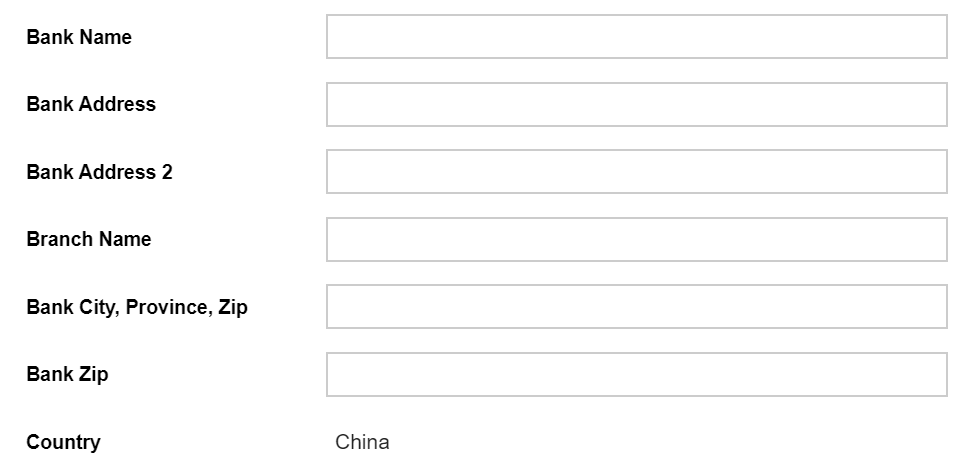 Bank Name
Bank Address
Bank Address 2
Branch Name
Bank City, Province, Zip
Bank Zip
Country China